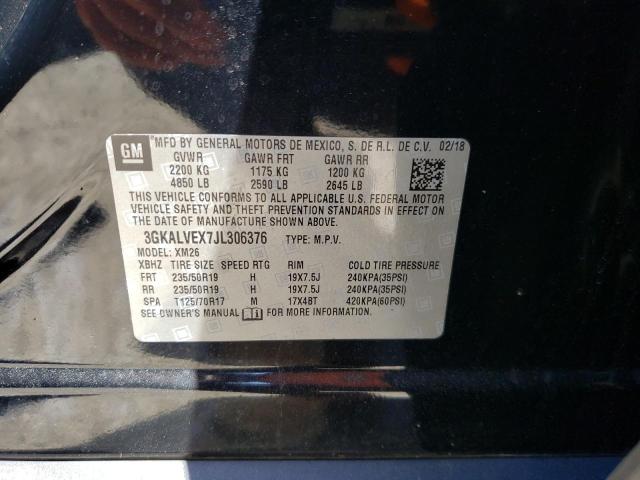 GM
*MFD BY GENERAL MOTORS DE MEXICO, S. DE R.L. DE C.V. 02/18
GVWR GAWR FRT GAWR RR
2200 KG 1175 KG 1200 KG
4850 LB 2590 LB 2645 LB
THIS VEHICLE CONFORMS TO ALL APPLICABLE U.S. FEDERAL MOTOR
VEHICLE SAFETY AND THEFT PREVENTION STANDARDS IN EFFECT ON
THE DATE OF MANUFACTURE SHOWN ABOVE.
3GKALVEX7JL306376 TYPE: M.P.V.
MODEL: XM26
XBHZ TIRE SIZE SPEED RTG RIM COLD TIRE PRESSURE
FRT 235/50R19 H 19X7.5J 240KPA(35PSI)
RR 235/50R19 H 19X7.5J 240KPA(35PSI)
SPA T125/70R17 M 17X4BT 420KPA(60PSI)
SEE OWNER'S MANUAL FOR MORE INFORMATION.